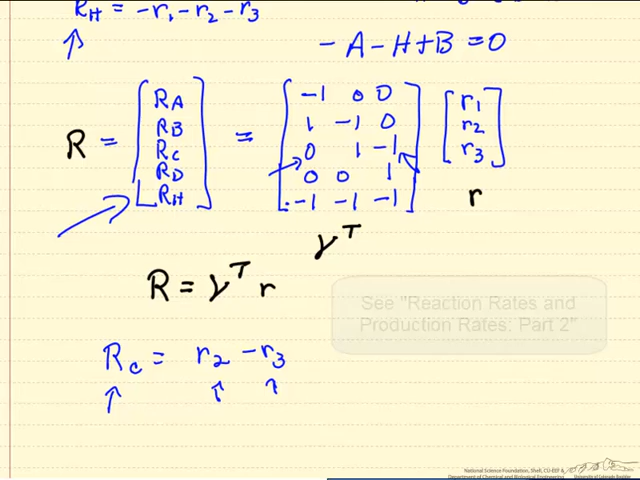 R_H = -r_1 - r_2 - r_3
-A-H+B=0
R = [R_A R_B R_C R_D R_H] = [-1 0 0
1 -1 0
0 1 -1
0 0 1
-1 -1 -1] [r_1 r_2 r_3]
r
ν^T
R = ν^T r
See "Reaction Rates and
Production Rates: Part 2"
R_C = r_2 - r_3
National Science Foundation, Shell, CU-EEF &
Department of Chemical and Biological Engineering
University of Colorado Boulder